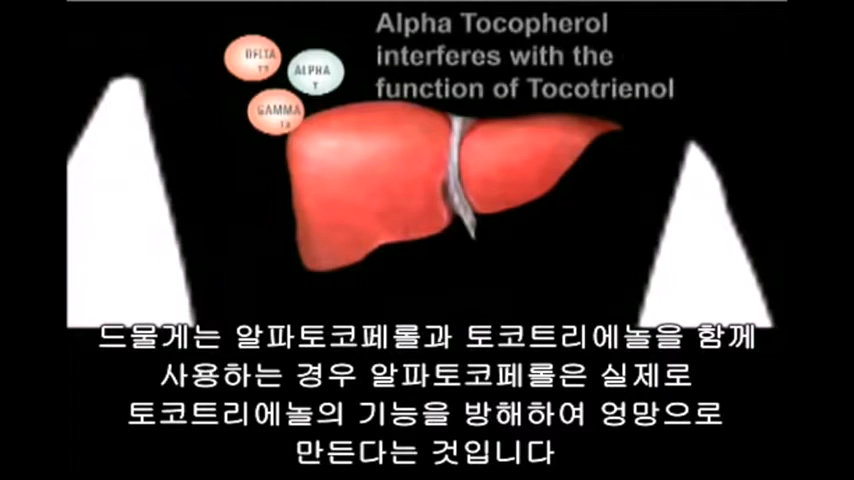 Alpha Tocopherol
interferes with the
function of Tocotrienol
DELTA
T3
ALPHA
T
GAMMA
T3
드물게는 알파토코페롤과 토코트리에놀을 함께
사용하는 경우 알파토코페롤은 실제로
토코트리에놀의 기능을 방해하여 엉망으로
만든다는 것입니다